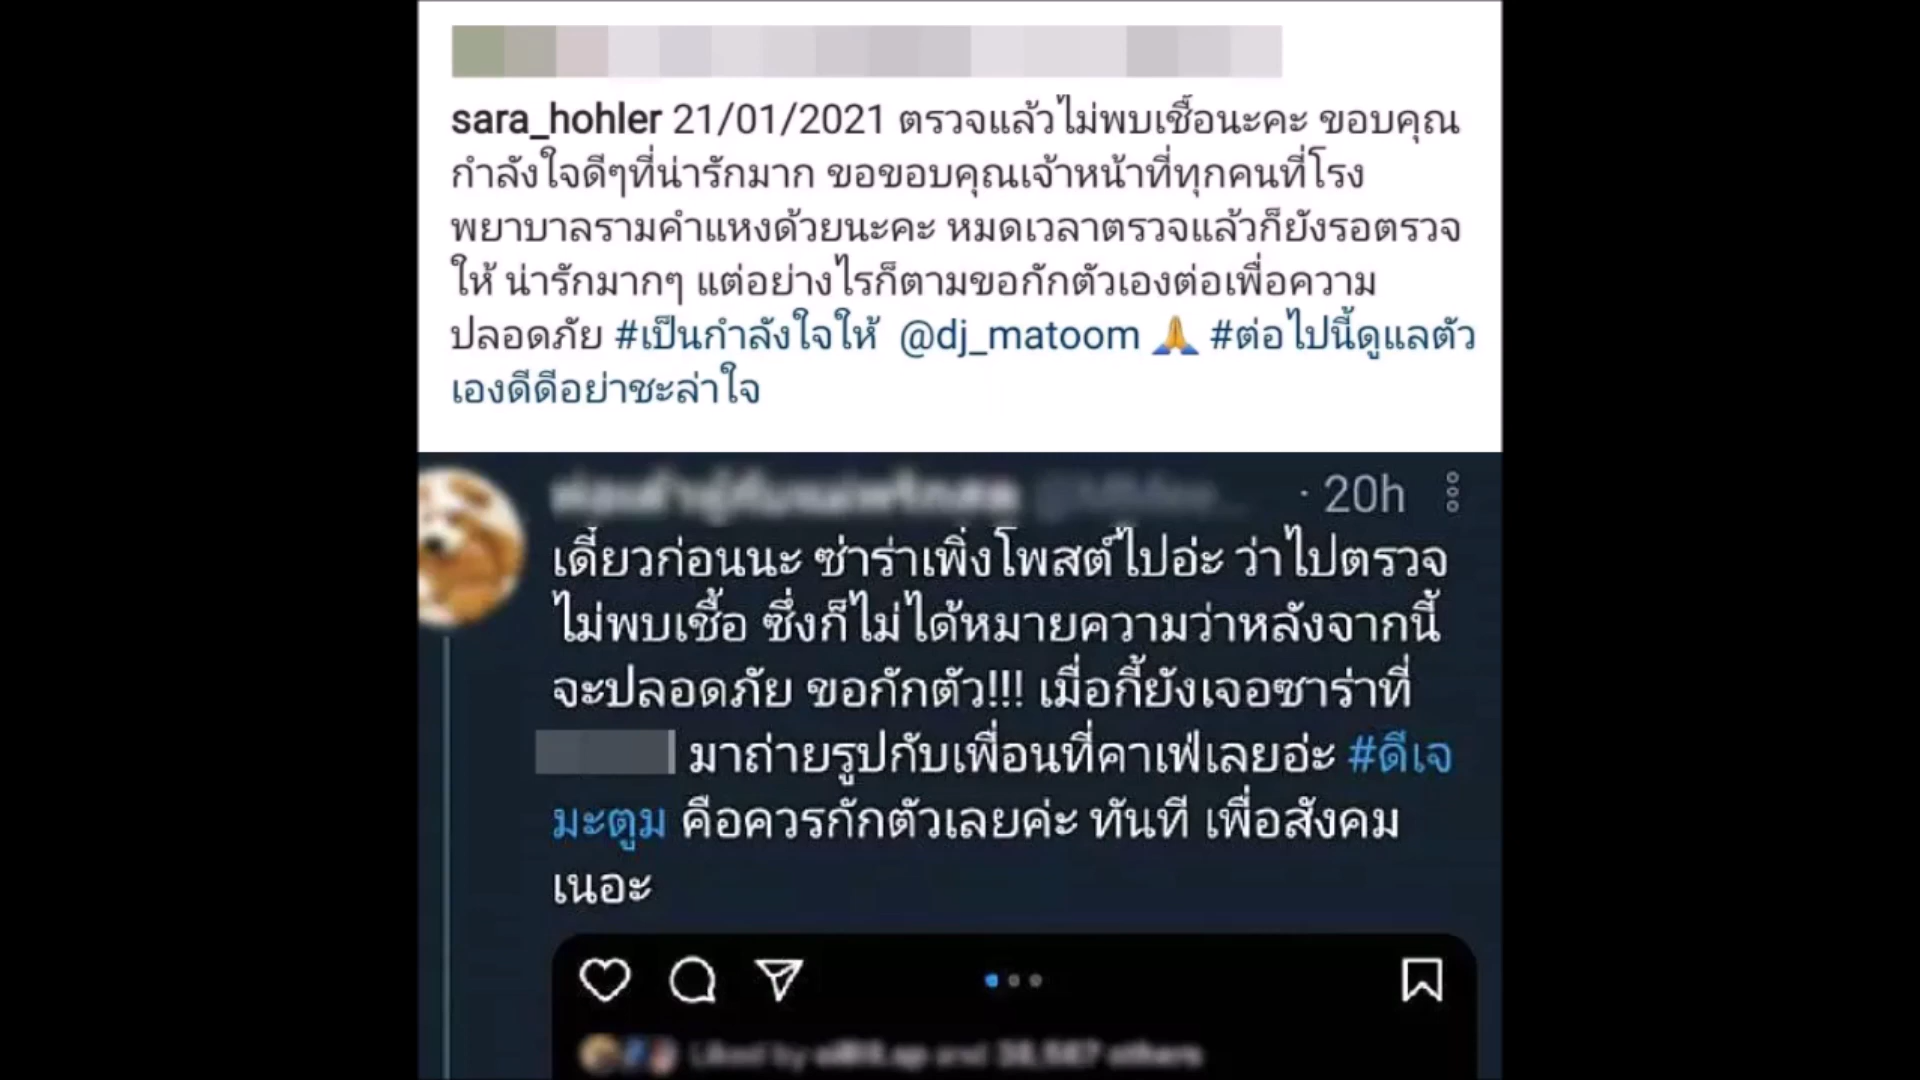 sara_hohler 21/01/2021 ตรวจแล้วไม่พบเชื้อนะคะ ขอบคุณ
กำลังใจดีๆที่น่ารักมาก ขอขอบคุณเจ้าหน้าที่ทุกคนที่โรง
พยาบาลรามคำแหงด้วยนะคะ หมดเวลาตรวจแล้วก็ยังรอตรวจ
ให้ น่ารักมากๆ แต่อย่างไรก็ตามขอกักตัวเองต่อเพื่อความ
ปลอดภัย #เป็นกำลังใจให้ @dj_matoom 🙏 #ต่อไปนี้ดูแลตัว
เองดีดีอย่าชะล่าใจ
· 20h
เดี๋ยวก่อนนะ ซ่าร่าเพิ่งโพสต์ไปอ่ะ ว่าไปตรวจ
ไม่พบเชื้อ ซึ่งก็ไม่ได้หมายความว่าหลังจากนี้
จะปลอดภัย ขอกักตัว!!! เมื่อกี้ยังเจอซาร่าที่
มาถ่ายรูปกับเพื่อนที่คาเฟ่เลยอ่ะ #ดีเจ
มะตูม คือควรกักตัวเลยค่ะ ทันที เพื่อสังคม
เนอะ